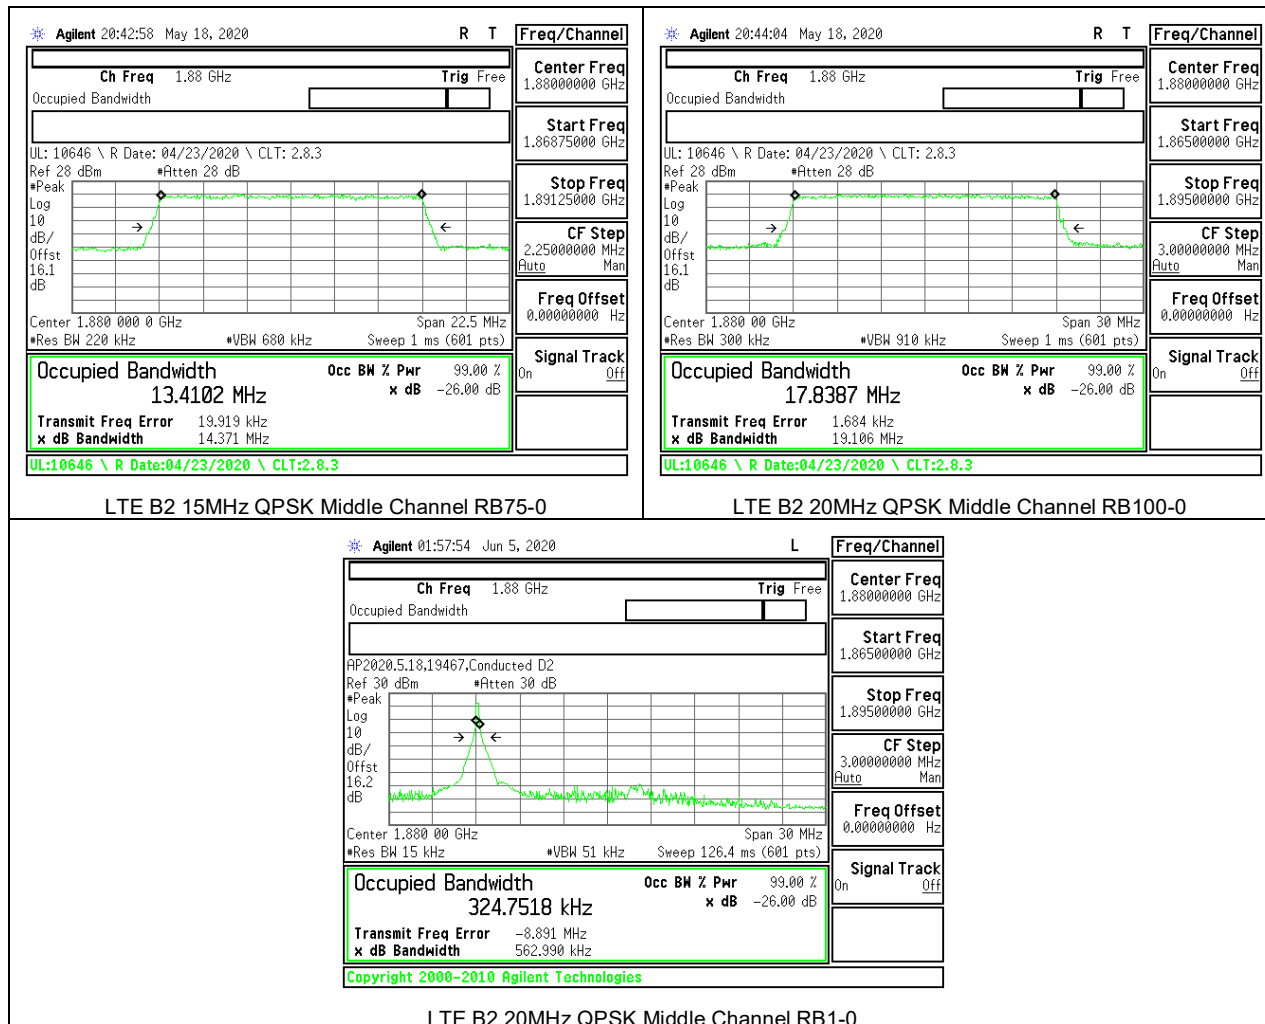 Agilent 20:42:58 May 18, 2020 R T
Freq/Channel
Ch Freq 1.88 GHz Trig Free
Occupied Bandwidth
Center Freq
1.88000000 GHz
Start Freq
1.86875000 GHz
UL: 10646 \ R Date: 04/23/2020 \ CLT: 2.8.3
Ref 28 dBm #Atten 28 dB
#Peak
Log
10
dB/
Offst
16.1
dB
Stop Freq
1.89125000 GHz
CF Step
2.25000000 MHz
Auto Man
Freq Offset
0.00000000 Hz
Center 1.880 000 0 GHz Span 22.5 MHz
#Res BW 220 kHz #VBW 680 kHz Sweep 1 ms (601 pts)
Signal Track
On Off
Occupied Bandwidth Occ BW % Pwr 99.00 %
13.4102 MHz x dB -26.00 dB
Transmit Freq Error 19.919 kHz
x dB Bandwidth 14.371 MHz
UL:10646 \ R Date:04/23/2020 \ CLT:2.8.3
LTE B2 15MHz QPSK Middle Channel RB75-0
Agilent 20:44:04 May 18, 2020 R T
Freq/Channel
Ch Freq 1.88 GHz Trig Free
Occupied Bandwidth
Center Freq
1.88000000 GHz
Start Freq
1.86500000 GHz
UL: 10646 \ R Date: 04/23/2020 \ CLT: 2.8.3
Ref 28 dBm #Atten 28 dB
#Peak
Log
10
dB/
Offst
16.1
dB
Stop Freq
1.89500000 GHz
CF Step
3.00000000 MHz
Auto Man
Freq Offset
0.00000000 Hz
Center 1.880 00 GHz Span 30 MHz
#Res BW 300 kHz #VBW 910 kHz Sweep 1 ms (601 pts)
Signal Track
On Off
Occupied Bandwidth Occ BW % Pwr 99.00 %
17.8387 MHz x dB -26.00 dB
Transmit Freq Error 1.684 kHz
x dB Bandwidth 19.106 MHz
UL:10646 \ R Date:04/23/2020 \ CLT:2.8.3
LTE B2 20MHz QPSK Middle Channel RB100-0
Agilent 01:57:54 Jun 5, 2020 L
Freq/Channel
Ch Freq 1.88 GHz Trig Free
Occupied Bandwidth
Center Freq
1.88000000 GHz
Start Freq
1.86500000 GHz
AP2020.5.18,19467,Conducted D2
Ref 30 dBm #Atten 30 dB
#Peak
Log
10
dB/
Offst
16.2
dB
Stop Freq
1.89500000 GHz
CF Step
3.00000000 MHz
Auto Man
Freq Offset
0.00000000 Hz
Center 1.880 00 GHz Span 30 MHz
#Res BW 15 kHz #VBW 51 kHz Sweep 126.4 ms (601 pts)
Signal Track
On Off
Occupied Bandwidth Occ BW % Pwr 99.00 %
324.7518 kHz x dB -26.00 dB
Transmit Freq Error -8.891 MHz
x dB Bandwidth 562.990 kHz
Copyright 2000-2010 Agilent Technologies
LTE B2 20MHz QPSK Middle Channel RB1-0